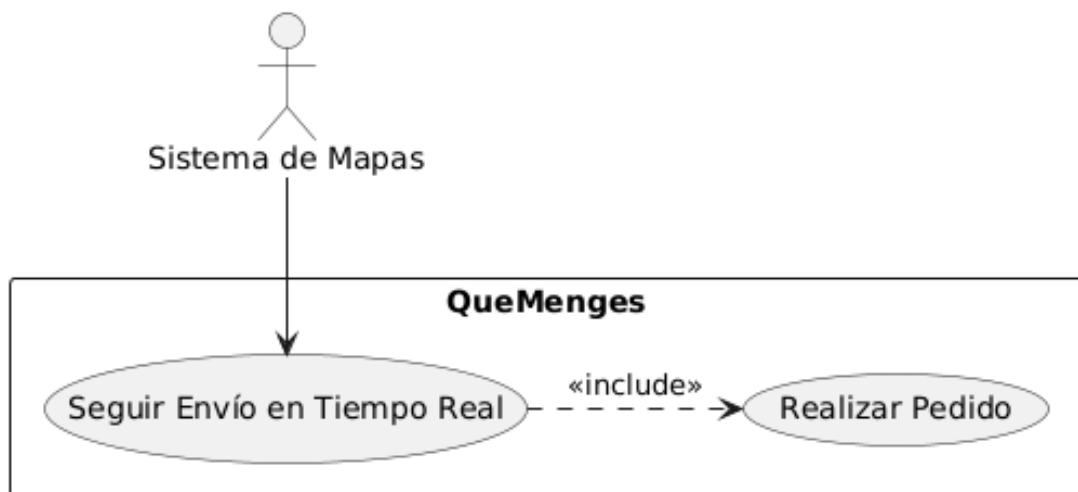 Sistema de Mapas
QueMenges
«include»
Seguir Envío en Tiempo Real
Realizar Pedido